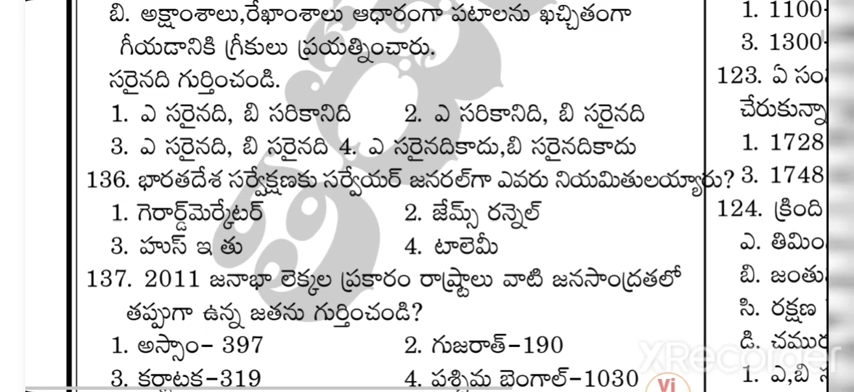 బి. అక్షాంశాలు,రేఖాంశాలు ఆధారంగా పటాలను ఖచ్చితంగా
గీయడానికి గ్రీకులు ప్రయత్నించారు.
సరైనది గుర్తించండి.
1. ఎ సరైనది, బి సరికానిది 2. ఎ సరికానిది, బి సరైనది
3. ఎ సరైనది, బి సరైనది 4. ఎ సరైనదికాదు,బి సరైనదికాదు
136. భారతదేశ సర్వేక్షణకు సర్వేయర్ జనరల్‌గా ఎవరు నియమితులయ్యారు?
1. గెరార్డ్‌మెర్కేటర్ 2. జేమ్స్ రన్నెల్
3. హుస్ ఇ తు 4. టాలెమీ
137. 2011 జనాభా లెక్కల ప్రకారం రాష్ట్రాలు వాటి జనసాంద్రతలో
తప్పుగా ఉన్న జతను గుర్తించండి?
1. అస్సాం- 397 2. గుజరాత్-190
3. కర్ణాటక-319 4. పశ్చిమ బెంగాల్-1030
1. 1100-
3. 1300-
123. ఏ
చేరుకున్నా
1. 1728
3. 1748
124. క్రింది
ఎ.
బి. జంతు
సి. రక్షణ
డి.
1. ఎ,బి
XRecorder
Vi